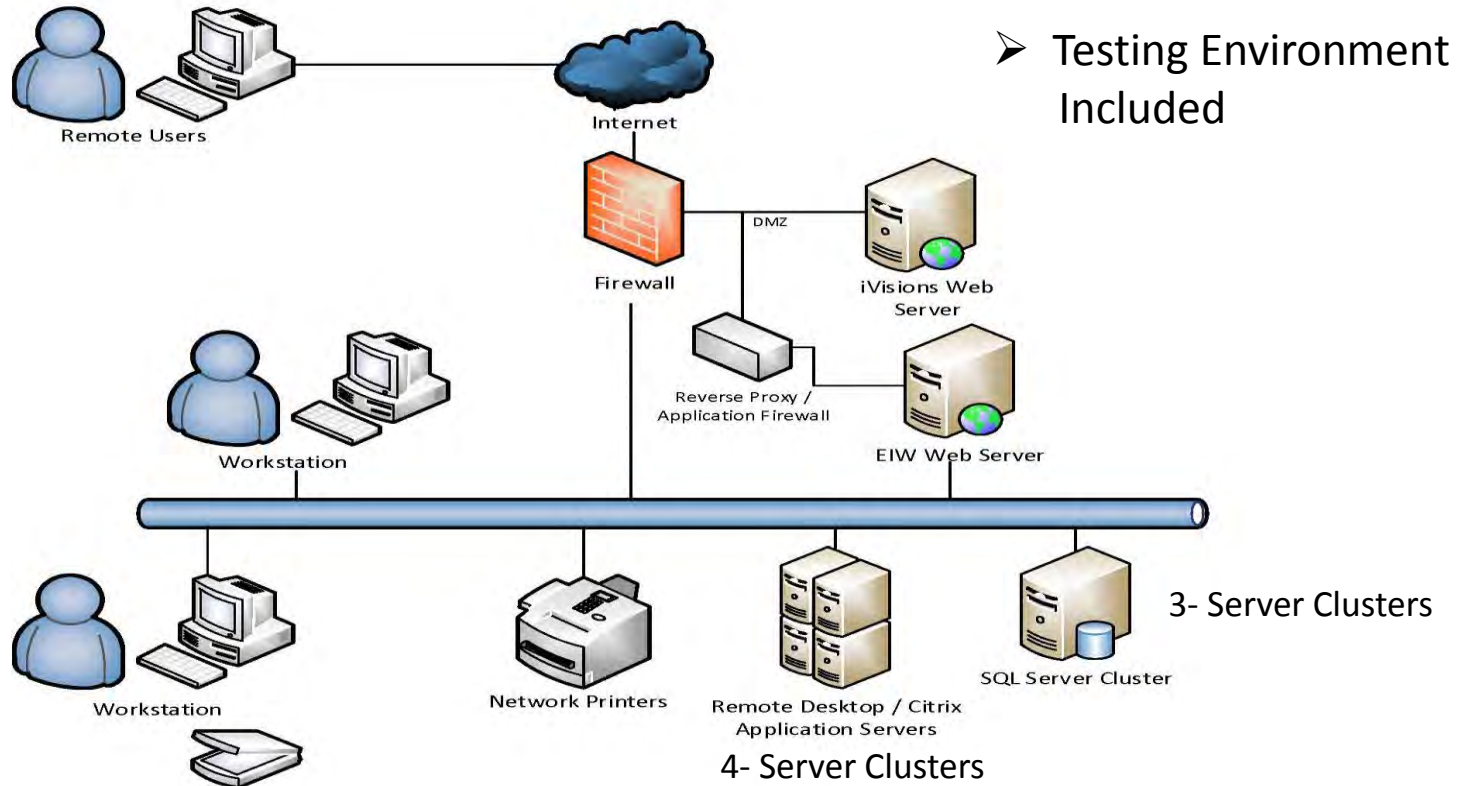 ➢ Testing Environment
Included
Remote Users
Internet
DMZ
Firewall
iVisions Web
Server
Reverse Proxy /
Application Firewall
EIW Web Server
Workstation
Workstation
Network Printers
Remote Desktop / Citrix
Application Servers
4- Server Clusters
SQL Server Cluster
3- Server Clusters